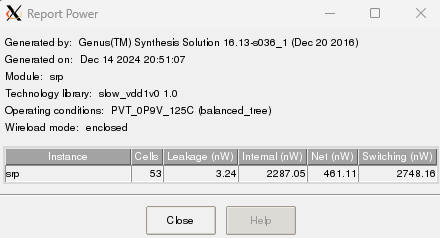 Report Power
Generated by: Genus(TM) Synthesis Solution 16.13-s036_1 (Dec 20 2016)
Generated on: Dec 14 2024 20:51:07
Module: srp
Technology library: slow_vdd1v0 1.0
Operating conditions: PVT_0P9V_125C (balanced_tree)
Wireload mode: enclosed
Instance Cells Leakage (nW) Internal (nW) Net (nW) Switching (nW)
srp 53 3.24 2287.05 461.11 2748.16
Close Help